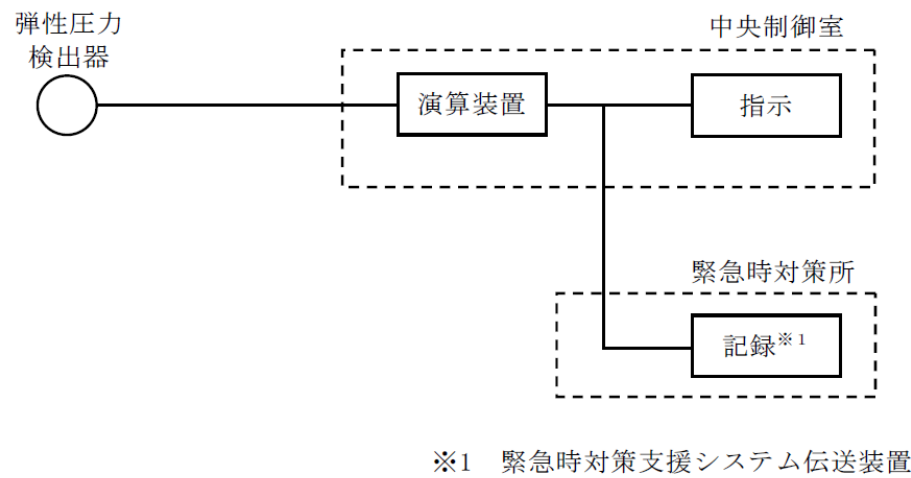 弾性圧力
検出器
中央制御室
演算装置
指示
緊急時対策所
記録※1
※1 緊急時対策支援システム伝送装置